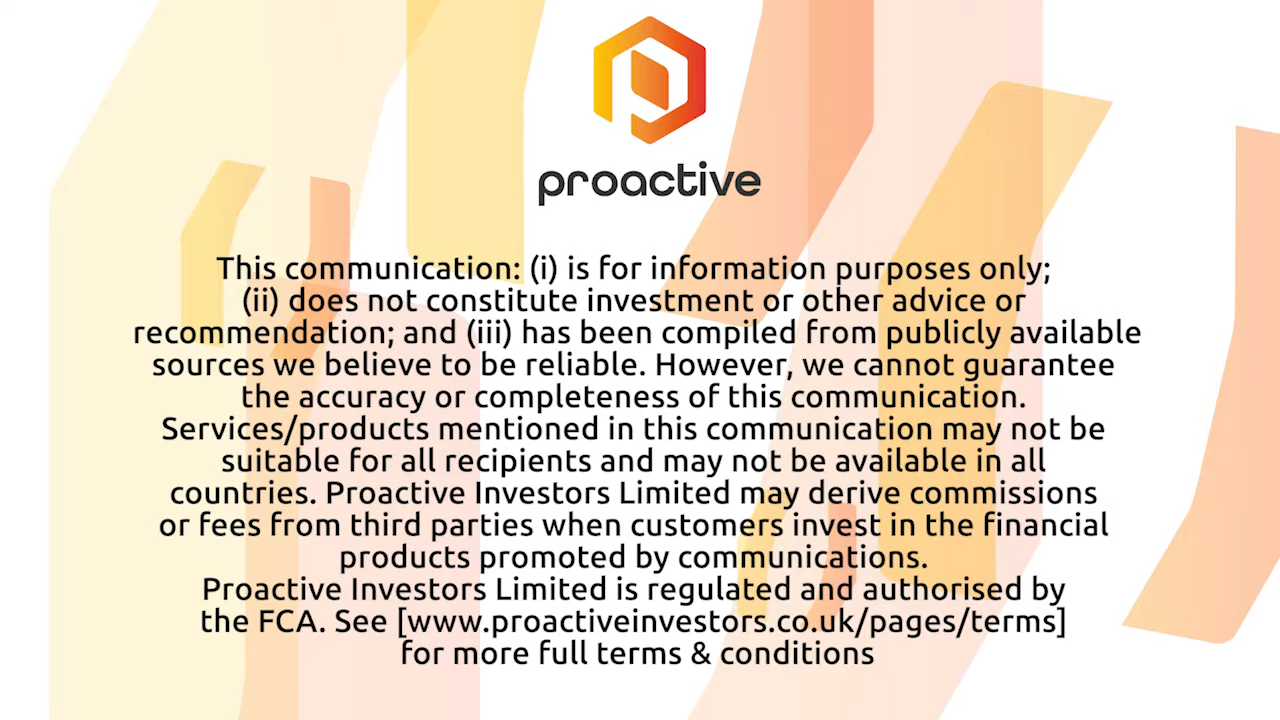 proactive
This communication: (i) is for information purposes only;
(ii) does not constitute investment or other advice or
recommendation; and (iii) has been compiled from publicly available
sources we believe to be reliable. However, we cannot guarantee
the accuracy or completeness of this communication.
Services/products mentioned in this communication may not be
suitable for all recipients and may not be available in all
countries. Proactive Investors Limited may derive commissions
or fees from third parties when customers invest in the financial
products promoted by communications.
Proactive Investors Limited is regulated and authorised by
the FCA. See [www.proactiveinvestors.co.uk/pages/terms]
for more full terms & conditions